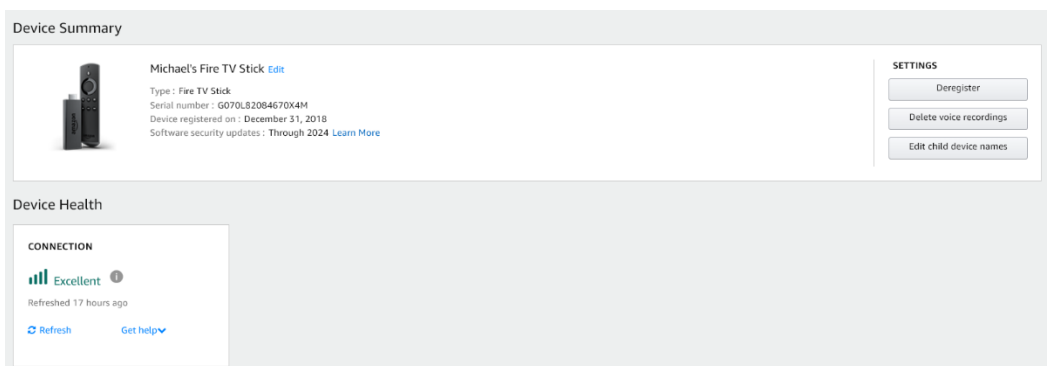 Device Summary
Michael's Fire TV Stick Edit
Type : Fire TV Stick
Serial number : G070L82084670X4M
Device registered on : December 31, 2018
Software security updates : Through 2024 Learn More
SETTINGS
Deregister
Delete voice recordings
Edit child device names
Device Health
CONNECTION
Excellent
Refreshed 17 hours ago
Refresh Get help